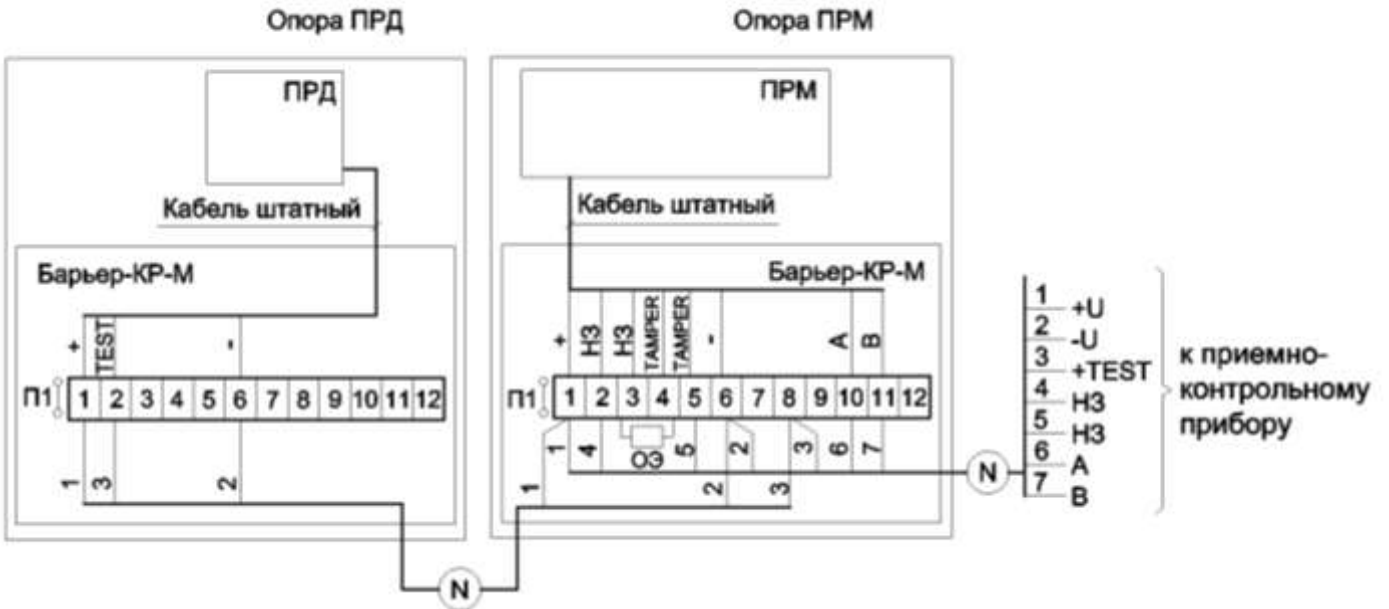 Опора ПРД
Опора ПРМ
ПРД
ПРМ
Кабель штатный
Кабель штатный
Барьер-КР-М
Барьер-КР-М
+ TEST -
+ НЗ НЗ TAMPER TAMPER - A B
П1 1 2 3 4 5 6 7 8 9 10 11 12
П1 1 2 3 4 5 6 7 8 9 10 11 12
1 3 2
1 4 ОЭ 5 2 3 6 7
1 2 3
N
N
1 +U
2 -U
3 +TEST
4 НЗ
5 НЗ
6 A
7 B
к приемно-
контрольному
прибору